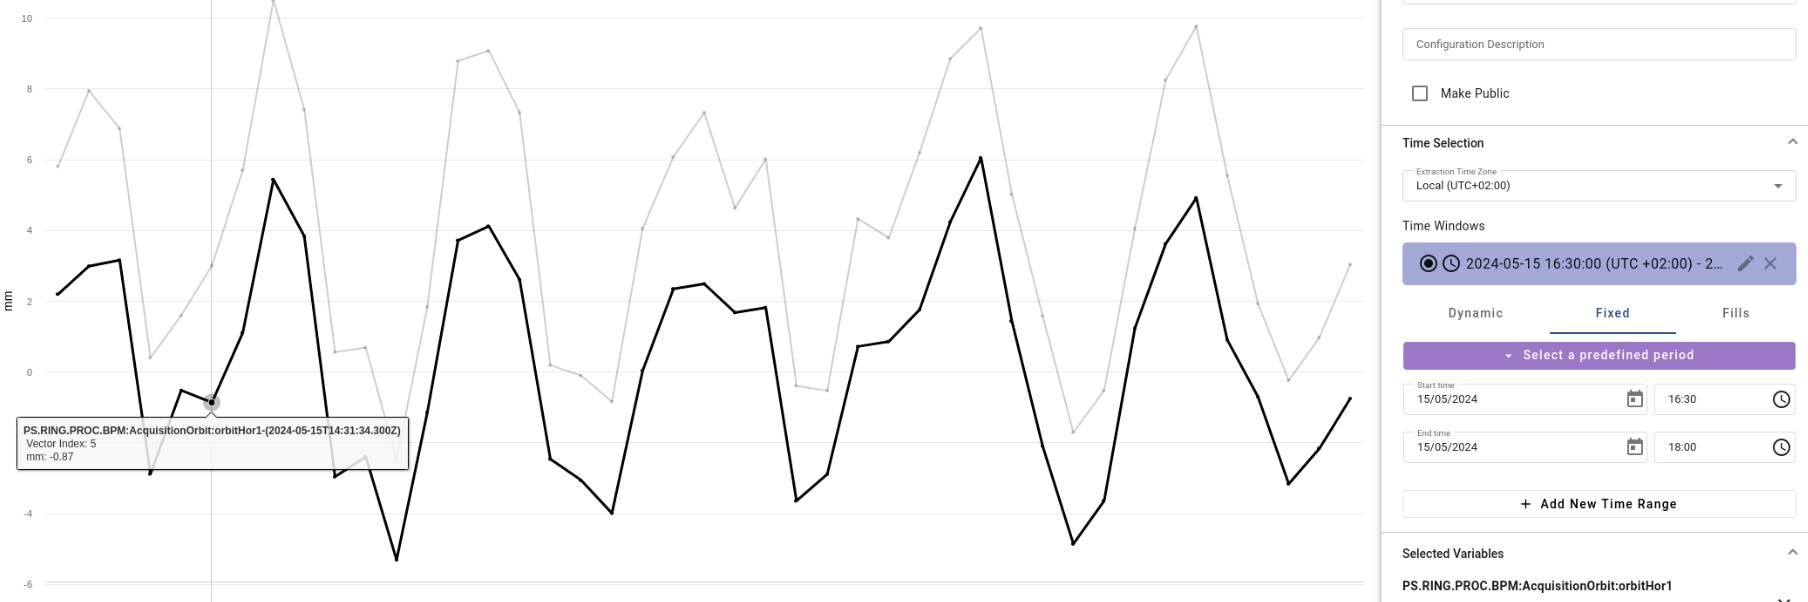 10
8
6
4
2
0
-4
-6
mm
PS.RING.PROC.BPM:AcquisitionOrbit:orbitHor1-(2024-05-15T14:31:34.300Z)
Vector Index: 5
mm: -0.87
Configuration Description
Make Public
Time Selection
Extraction Time Zone
Local (UTC+02:00)
Time Windows
2024-05-15 16:30:00 (UTC +02:00) - 2...
Dynamic Fixed Fills
Select a predefined period
Start time
15/05/2024 16:30
End time
15/05/2024 18:00
+ Add New Time Range
Selected Variables
PS.RING.PROC.BPM:AcquisitionOrbit:orbitHor1